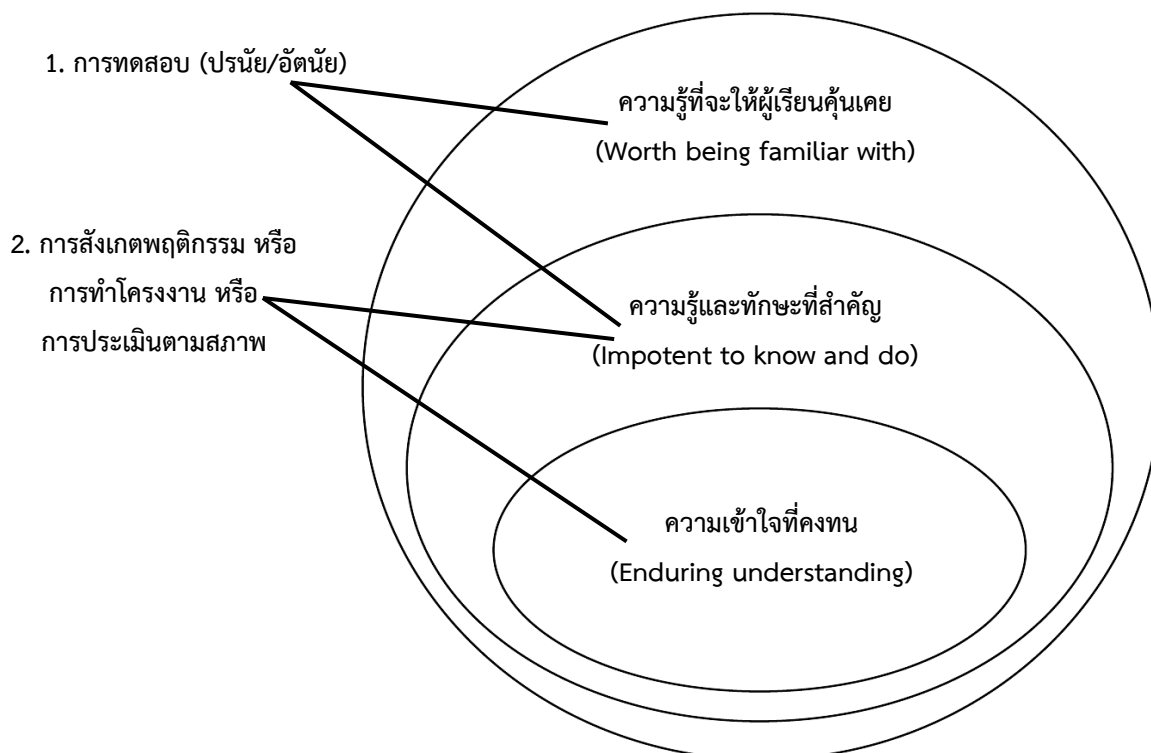 1. การทดสอบ (ปรนัย/อัตนัย)
ความรู้ที่จะให้ผู้เรียนคุ้นเคย
(Worth being familiar with)
2. การสังเกตพฤติกรรม หรือ
การทำโครงงาน หรือ
การประเมินตามสภาพ
ความรู้และทักษะที่สำคัญ
(Impotent to know and do)
ความเข้าใจที่คงทน
(Enduring understanding)